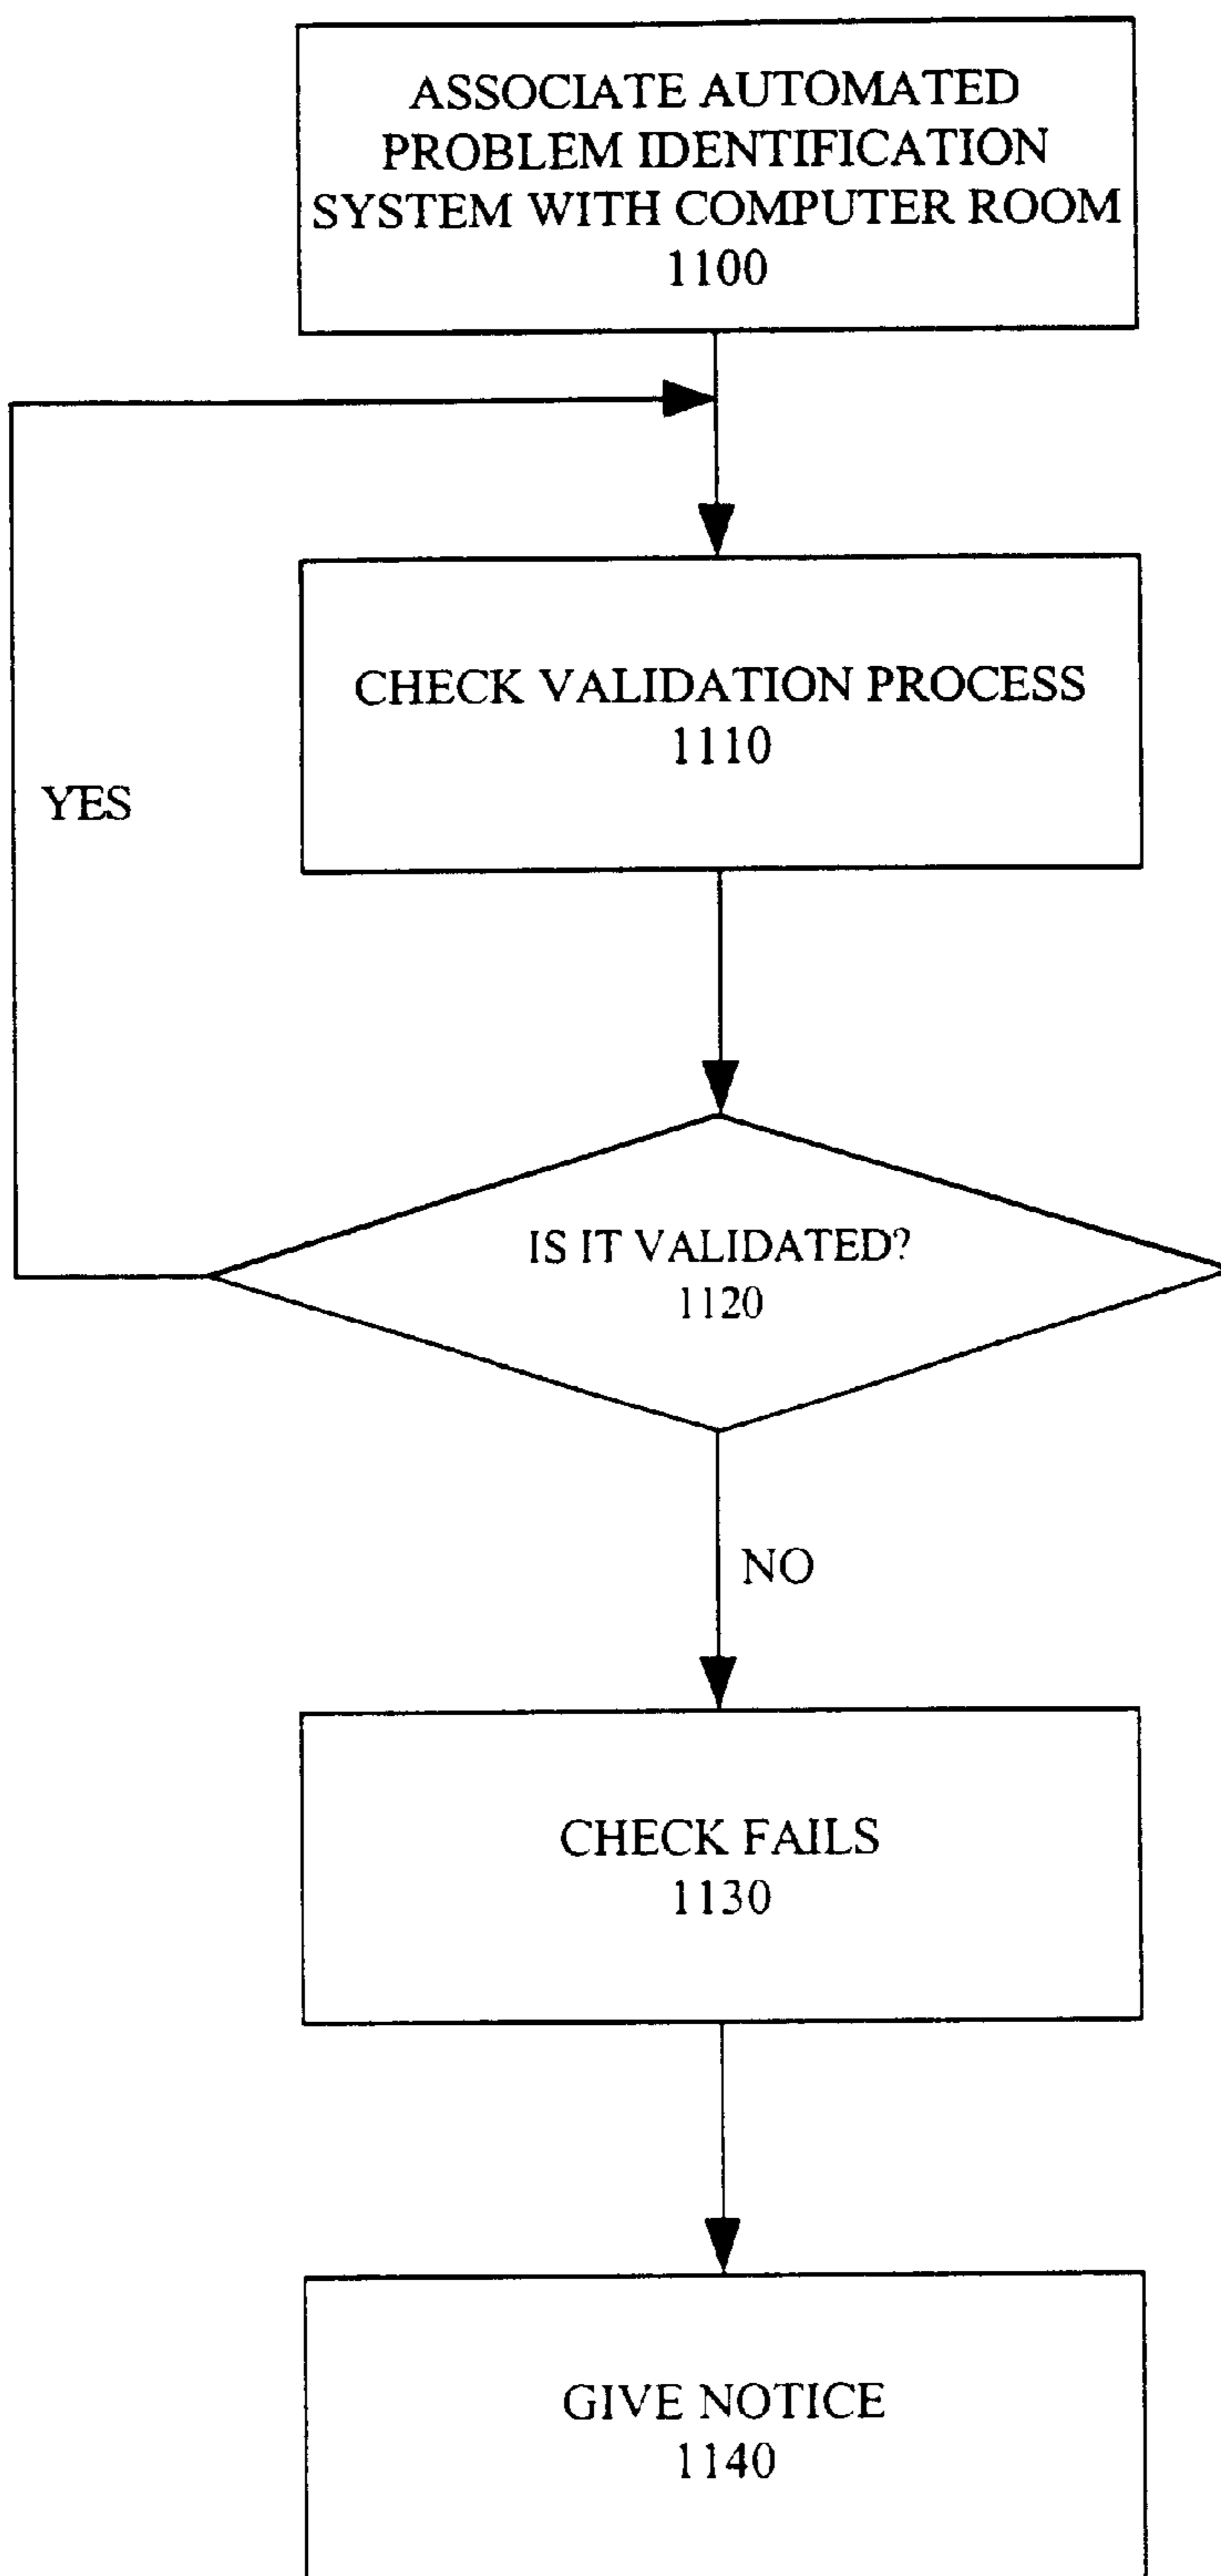 ASSOCIATE AUTOMATED
PROBLEM IDENTIFICATION
SYSTEM WITH COMPUTER ROOM
1100
CHECK VALIDATION PROCESS
1110
YES
IS IT VALIDATED?
1120
NO
CHECK FAILS
1130
GIVE NOTICE
1140